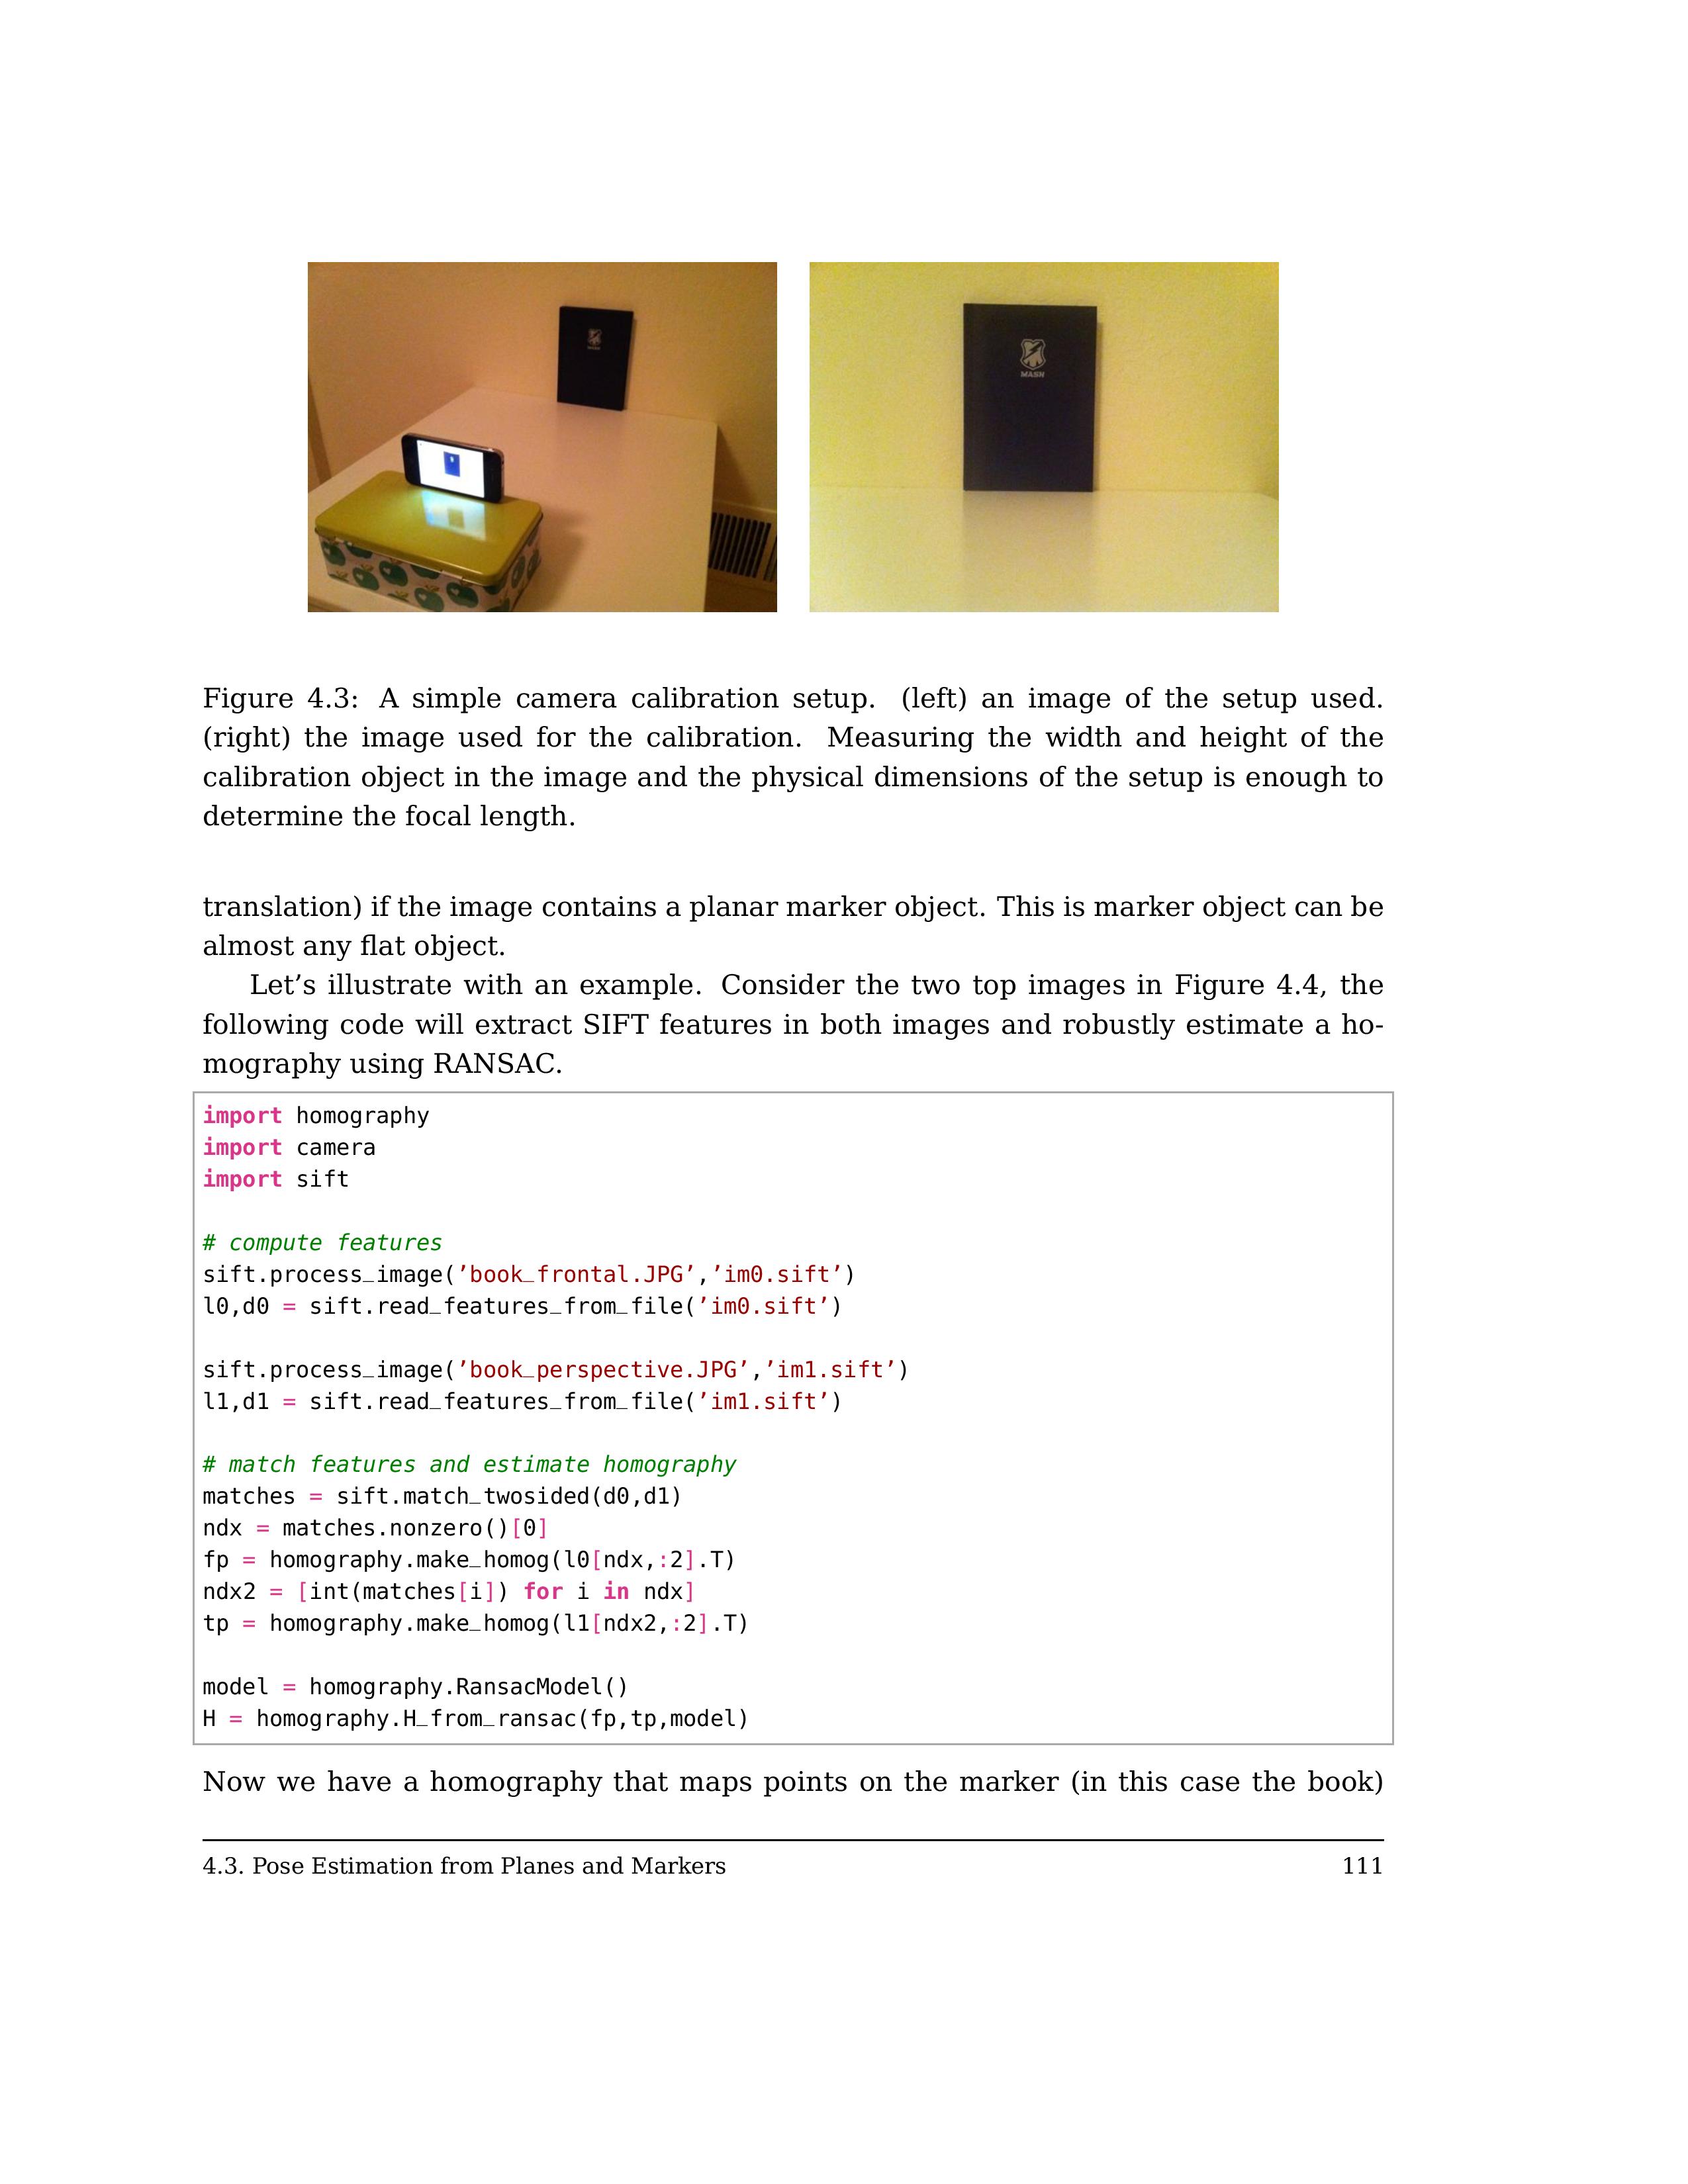 MASH
Figure 4.3: A simple camera calibration setup. (left) an image of the setup used.
(right) the image used for the calibration. Measuring the width and height of the
calibration object in the image and the physical dimensions of the setup is enough to
determine the focal length.
translation) if the image contains a planar marker object. This is marker object can be
almost any flat object.
Let’s illustrate with an example. Consider the two top images in Figure 4.4, the
following code will extract SIFT features in both images and robustly estimate a ho-
mography using RANSAC.
import homography
import camera
import sift
# compute features
sift.process_image(’book_frontal.JPG’,’im0.sift’)
l0,d0 = sift.read_features_from_file(’im0.sift’)
sift.process_image(’book_perspective.JPG’,’im1.sift’)
l1,d1 = sift.read_features_from_file(’im1.sift’)
# match features and estimate homography
matches = sift.match_twosided(d0,d1)
ndx = matches.nonzero()[0]
fp = homography.make_homog(l0[ndx,:2].T)
ndx2 = [int(matches[i]) for i in ndx]
tp = homography.make_homog(l1[ndx2,:2].T)
model = homography.RansacModel()
H = homography.H_from_ransac(fp,tp,model)
Now we have a homography that maps points on the marker (in this case the book)
4.3. Pose Estimation from Planes and Markers 111